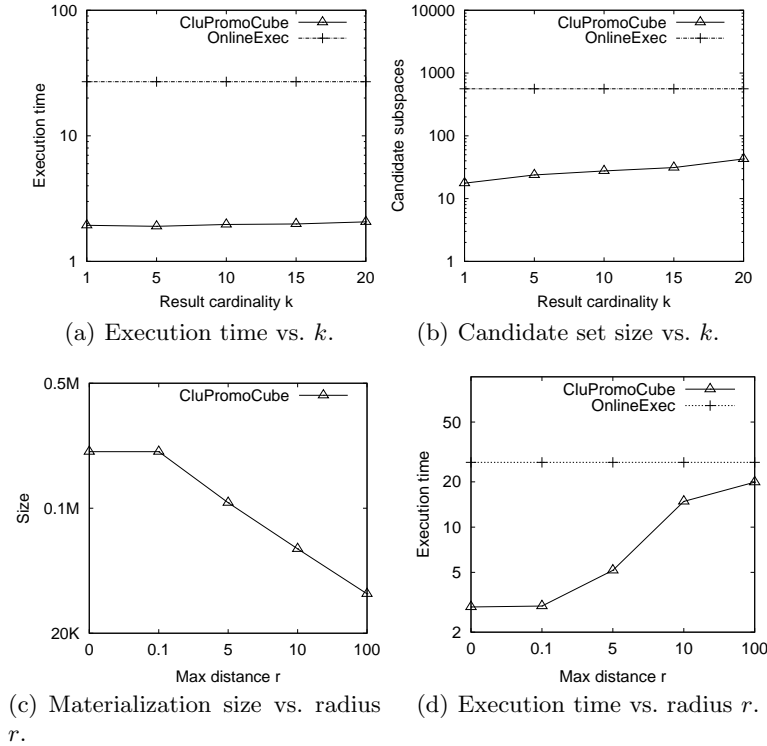 100
10
1
Execution time
CluPromoCube
OnlineExec
1 5 10 15 20
Result cardinality k
(a) Execution time vs. k.
10000
1000
100
10
1
Candidate subspaces
CluPromoCube
OnlineExec
1 5 10 15 20
Result cardinality k
(b) Candidate set size vs. k.
0.5M
0.1M
20K
Size
CluPromoCube
0 0.1 5 10 100
Max distance r
(c) Materialization size vs. radius
r.
50
20
10
5
2
Execution time
CluPromoCube
OnlineExec
0 0.1 5 10 100
Max distance r
(d) Execution time vs. radius r.